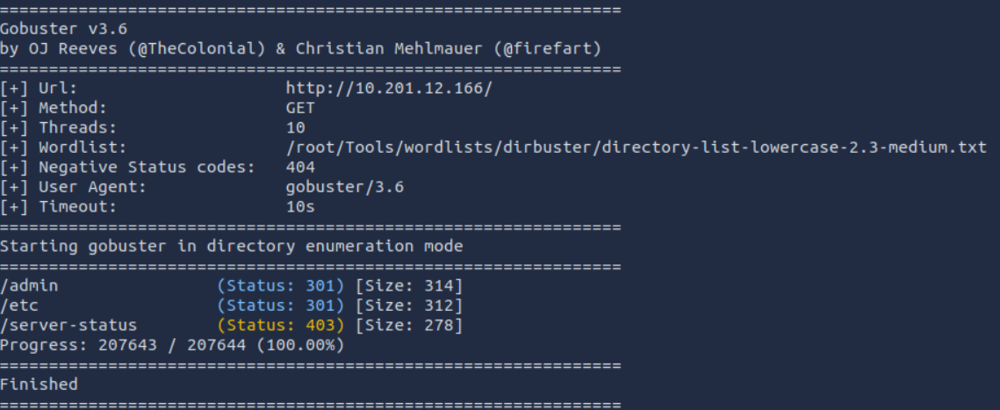 ===============================================================
Gobuster v3.6
by OJ Reeves (@TheColonial) & Christian Mehlmauer (@firefart)
===============================================================
[+] Url:                     http://10.201.12.166/
[+] Method:                  GET
[+] Threads:                 10
[+] Wordlist:                /root/Tools/wordlists/dirbuster/directory-list-lowercase-2.3-medium.txt
[+] Negative Status codes:   404
[+] User Agent:              gobuster/3.6
[+] Timeout:                 10s
===============================================================
Starting gobuster in directory enumeration mode
===============================================================
/admin                (Status: 301) [Size: 314]
/etc                  (Status: 301) [Size: 312]
/server-status        (Status: 403) [Size: 278]
Progress: 207643 / 207644 (100.00%)
===============================================================
Finished
===============================================================